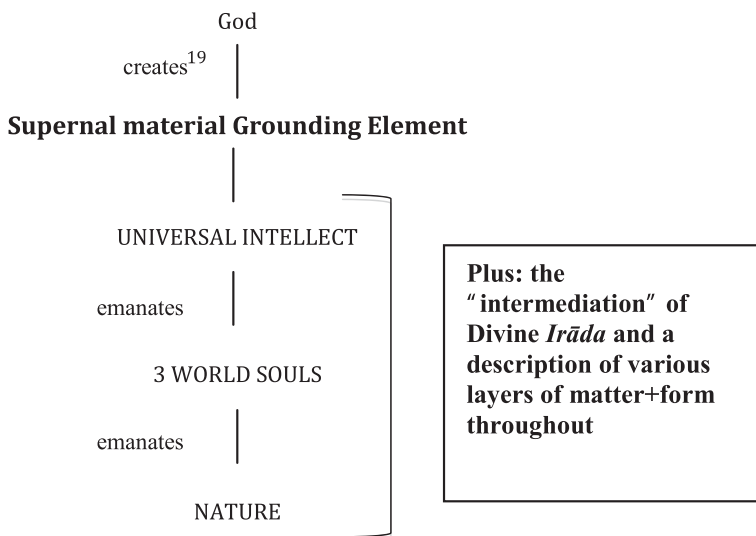 God
creates19
Supernal material Grounding Element
UNIVERSAL INTELLECT
emanates
3 WORLD SOULS
emanates
NATURE
Plus: the
“intermediation” of
Divine Irāda and a
description of various
layers of matter+form
throughout